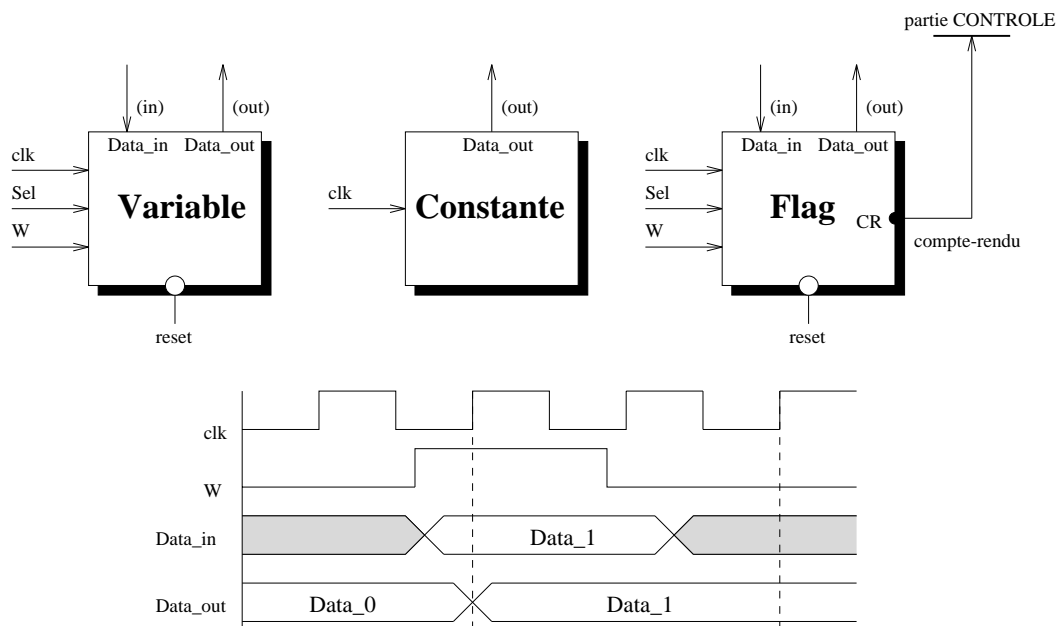 partie CONTROLE
(in) (out) (out) (in) (out)
Data_in Data_out Data_out Data_in Data_out
clk clk
Sel clk Variable Constante Sel Flag
W W CR
compte-rendu
reset reset
clk
W
Data_in Data_1
Data_out Data_0 Data_1